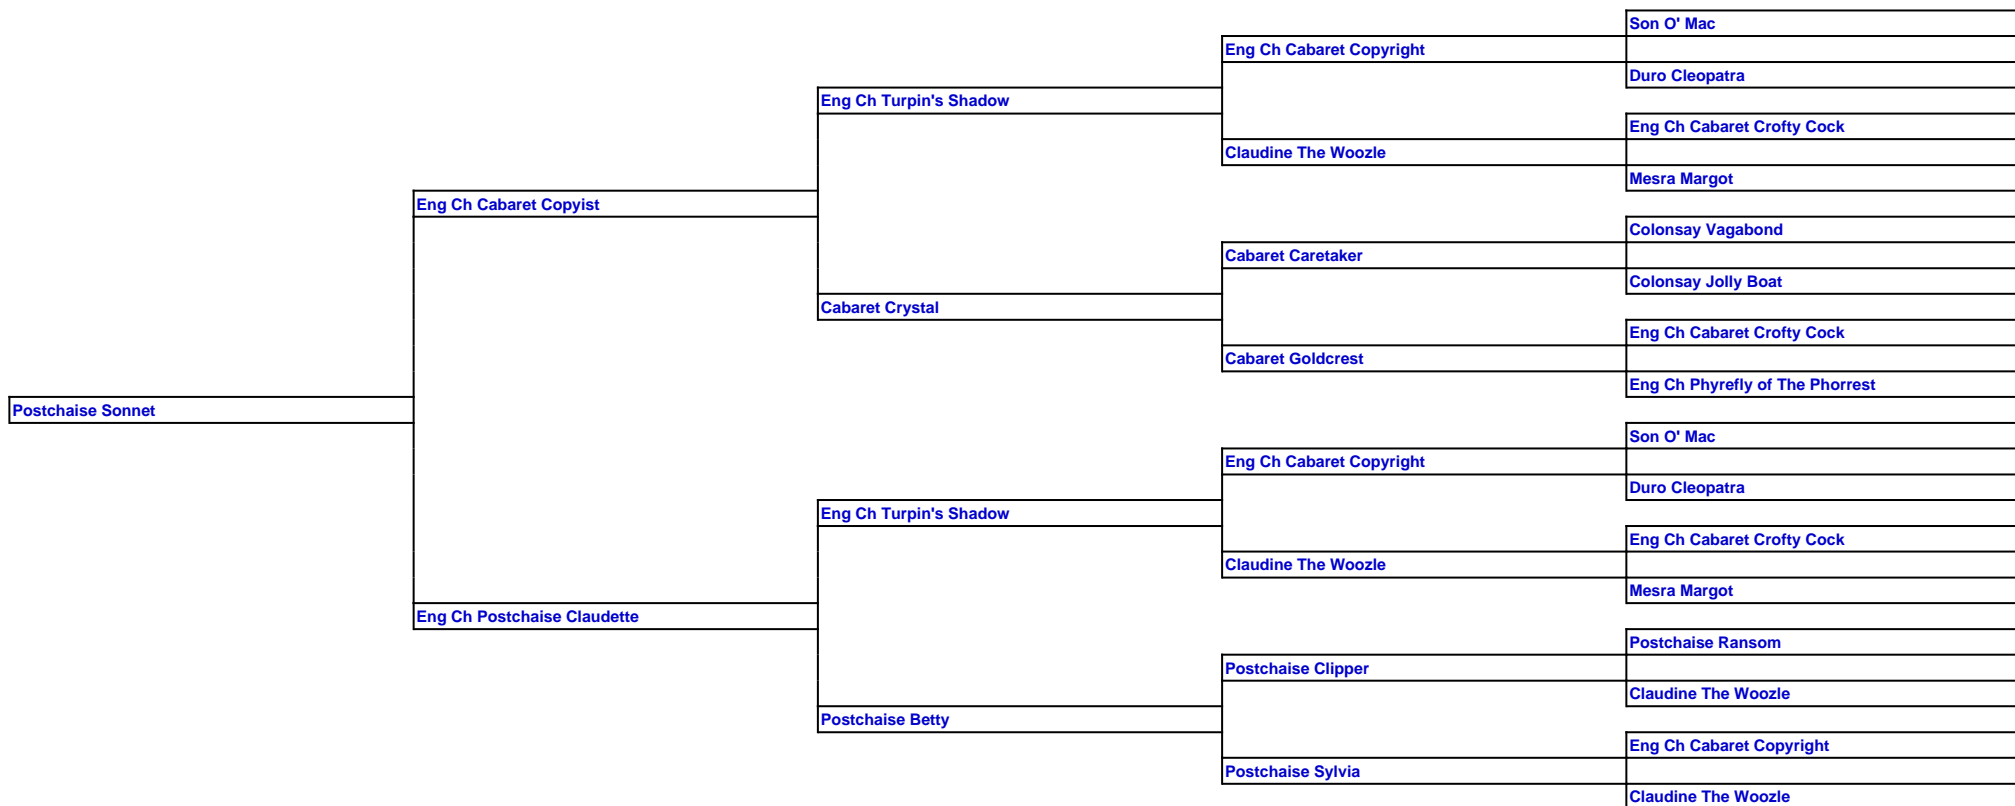 Son O' Mac
Eng Ch Cabaret Copyright
Duro Cleopatra
Eng Ch Turpin's Shadow
Eng Ch Cabaret Crofty Cock
Claudine The Woozle
Mesra Margot
Eng Ch Cabaret Copyist
Colonsay Vagabond
Cabaret Caretaker
Colonsay Jolly Boat
Cabaret Crystal
Eng Ch Cabaret Crofty Cock
Cabaret Goldcrest
Eng Ch Phyrefly of The Phorrest
Postchaise Sonnet
Son O' Mac
Eng Ch Cabaret Copyright
Duro Cleopatra
Eng Ch Turpin's Shadow
Eng Ch Cabaret Crofty Cock
Claudine The Woozle
Mesra Margot
Eng Ch Postchaise Claudette
Postchaise Ransom
Postchaise Clipper
Claudine The Woozle
Postchaise Betty
Eng Ch Cabaret Copyright
Postchaise Sylvia
Claudine The Woozle